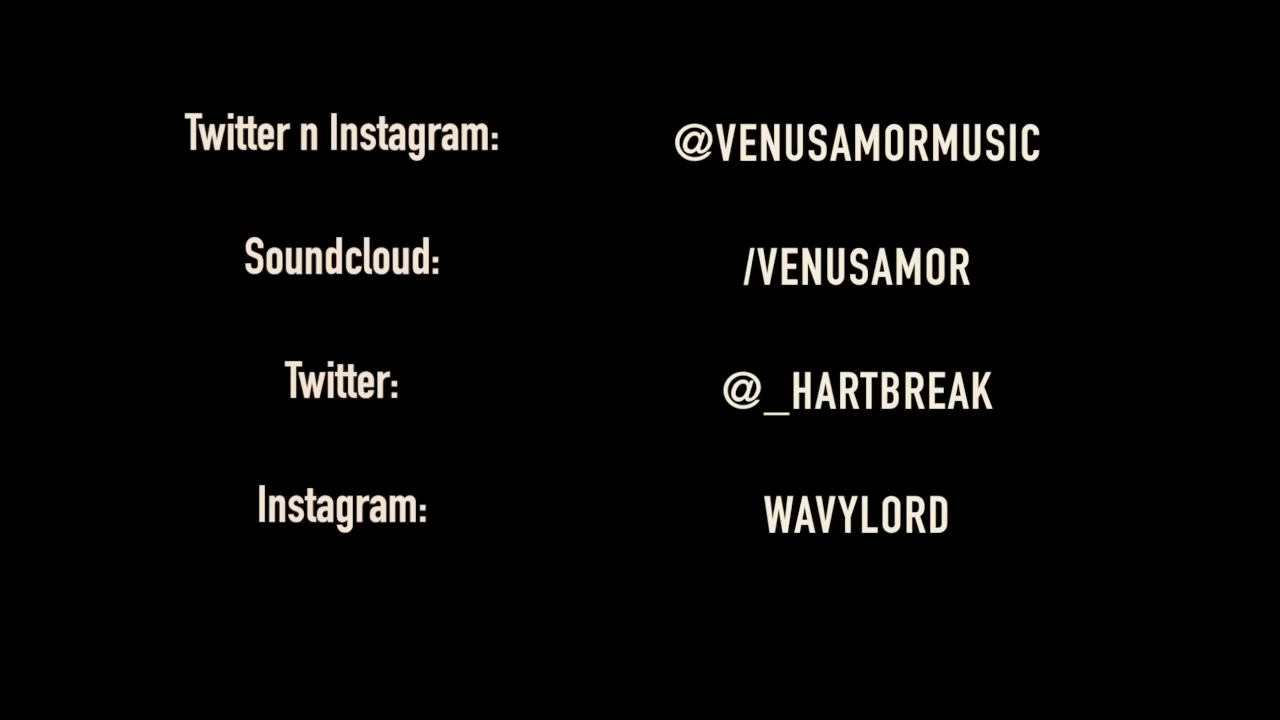 Twitter n Instagram: @VENUSAMORMUSIC
Soundcloud: /VENUSAMOR
Twitter: @_HARTBREAK
Instagram: WAVYLORD